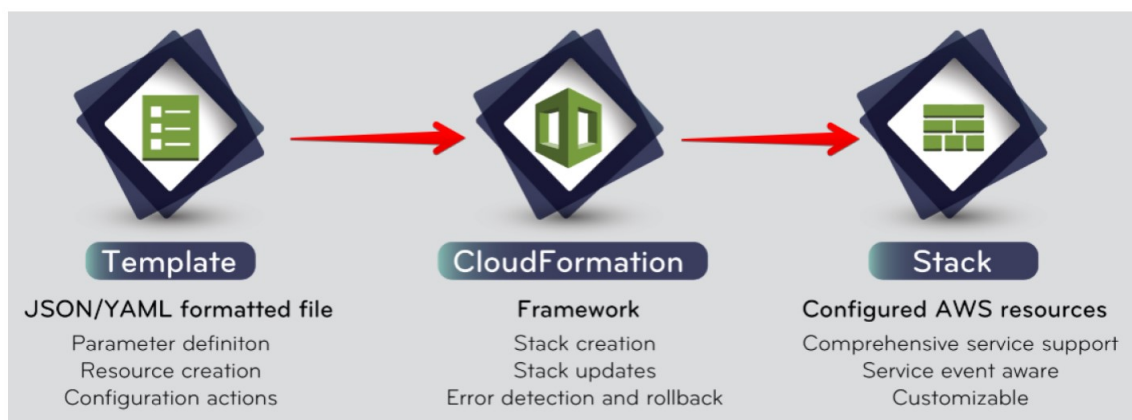 Template
JSON/YAML formatted file
Parameter definiton
Resource creation
Configuration actions
CloudFormation
Framework
Stack creation
Stack updates
Error detection and rollback
Stack
Configured AWS resources
Comprehensive service support
Service event aware
Customizable